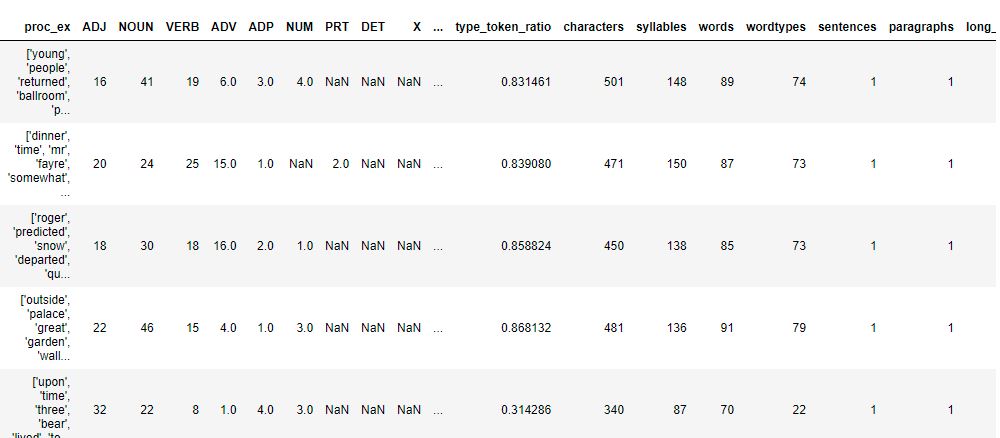 proc_ex ADJ NOUN VERB ADV ADP NUM PRT DET X ... type_token_ratio characters syllables words wordtypes sentences paragraphs long_
['young',
'people',
'returned',
'ballroom',
'p...
16 41 19 6.0 3.0 4.0 NaN NaN NaN ... 0.831461 501 148 89 74 1 1
['dinner',
'time', 'mr',
'fayre',
'somewhat',
...
20 24 25 15.0 1.0 NaN 2.0 NaN NaN ... 0.839080 471 150 87 73 1 1
['roger',
'predicted',
'snow',
'departed',
'qu...
18 30 18 16.0 2.0 1.0 NaN NaN NaN ... 0.858824 450 138 85 73 1 1
['outside',
'palace',
'great',
'garden',
'wall...
22 46 15 4.0 1.0 3.0 NaN NaN NaN ... 0.868132 481 136 91 79 1 1
['upon',
'time',
'three',
'bear',
'lived', 'to...
32 22 8 1.0 4.0 3.0 NaN NaN NaN ... 0.314286 340 87 70 22 1 1